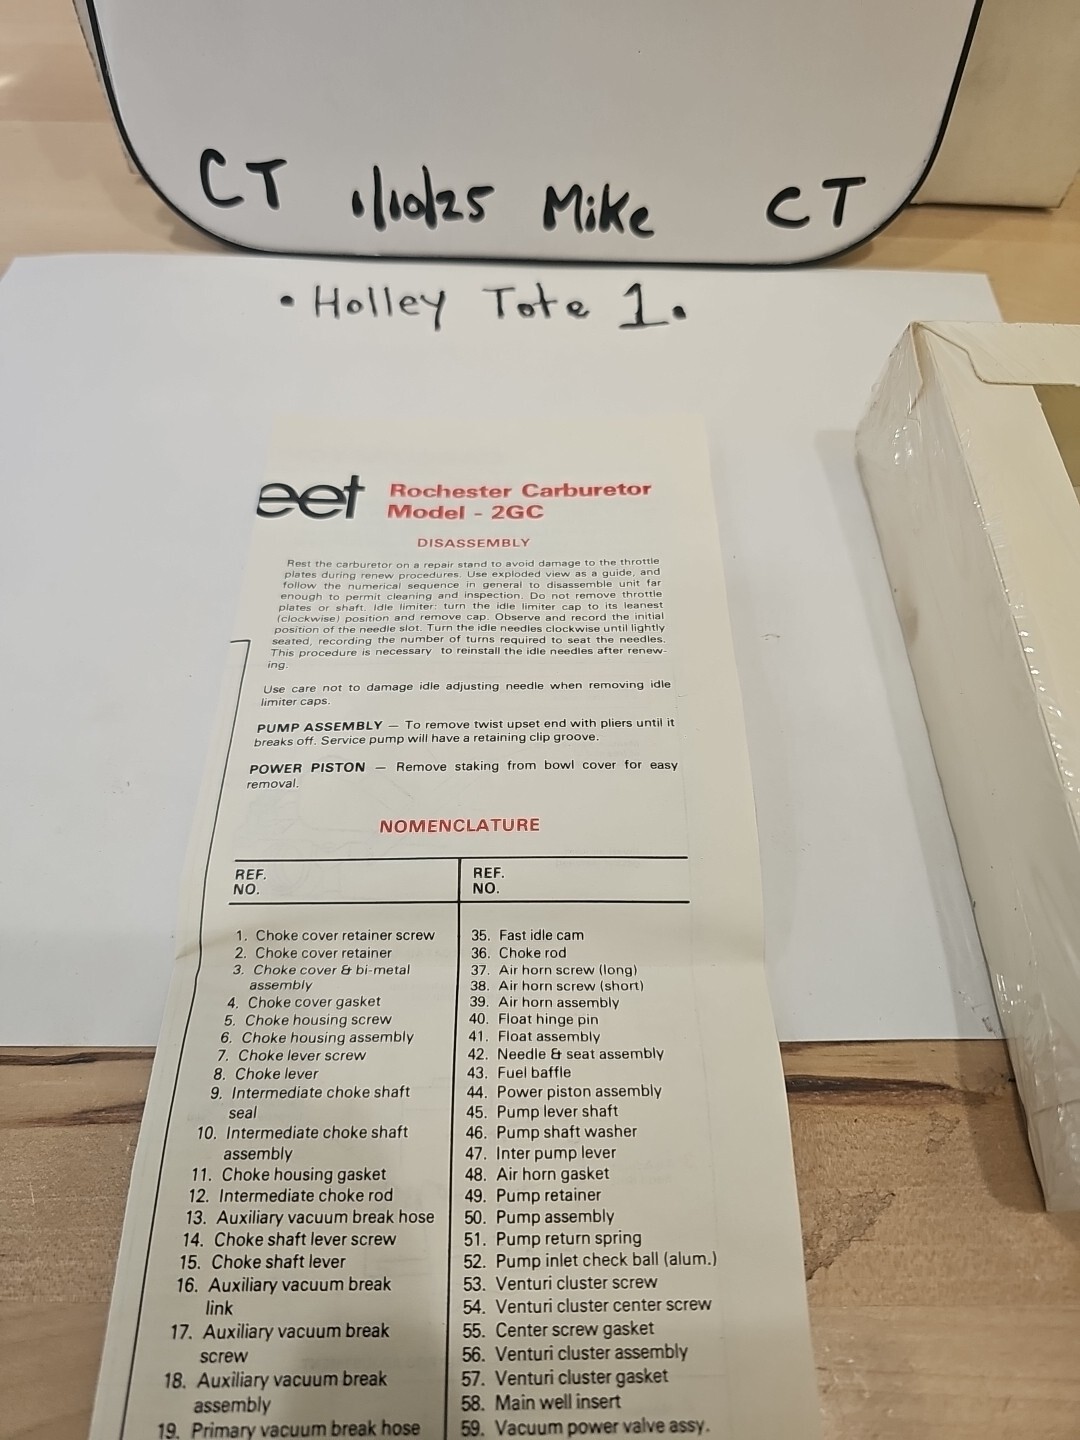 CT 1/10/25 Mike CT
• Holley Tote 1.
eet
Rochester Carburetor
Model - 2GC
DISASSEMBLY
Rest the carburetor on a repair stand to avoid damage to the throttle
plates during renew procedures. Use exploded view as a guide, and
follow the numerical sequence in general to disassemble unit far
enough to permit cleaning and inspection. Do not remove throttle
plates or shaft. Idle limiter: turn the idle limiter cap to its leanest
(clockwise) position and remove cap. Observe and record the initial
position of the needle slot. Turn the idle needles clockwise until lightly
seated, recording the number of turns required to seat the needles.
This procedure is necessary to reinstall the idle needles after renew-
ing.
Use care not to damage idle adjusting needle when removing idle
limiter caps.
PUMP ASSEMBLY — To remove twist upset end with pliers until it
breaks off. Service pump will have a retaining clip groove.
POWER PISTON — Remove staking from bowl cover for easy
removal.
NOMENCLATURE
REF.
NO.
1. Choke cover retainer screw
2. Choke cover retainer
3. Choke cover & bi-metal
assembly
4. Choke cover gasket
5. Choke housing screw
6. Choke housing assembly
7. Choke lever screw
8. Choke lever
9. Intermediate choke shaft
seal
10. Intermediate choke shaft
assembly
11. Choke housing gasket
12. Intermediate choke rod
13. Auxiliary vacuum break hose
14. Choke shaft lever screw
15. Choke shaft lever
16. Auxiliary vacuum break
link
17. Auxiliary vacuum break
screw
18. Auxiliary vacuum break
assembly
19. Primary vacuum break hose
REF.
NO.
35. Fast idle cam
36. Choke rod
37. Air horn screw (long)
38. Air horn screw (short)
39. Air horn assembly
40. Float hinge pin
41. Float assembly
42. Needle & seat assembly
43. Fuel baffle
44. Power piston assembly
45. Pump lever shaft
46. Pump shaft washer
47. Inter pump lever
48. Air horn gasket
49. Pump retainer
50. Pump assembly
51. Pump return spring
52. Pump inlet check ball (alum.)
53. Venturi cluster screw
54. Venturi cluster center screw
55. Center screw gasket
56. Venturi cluster assembly
57. Venturi cluster gasket
58. Main well insert
59. Vacuum power valve assy.